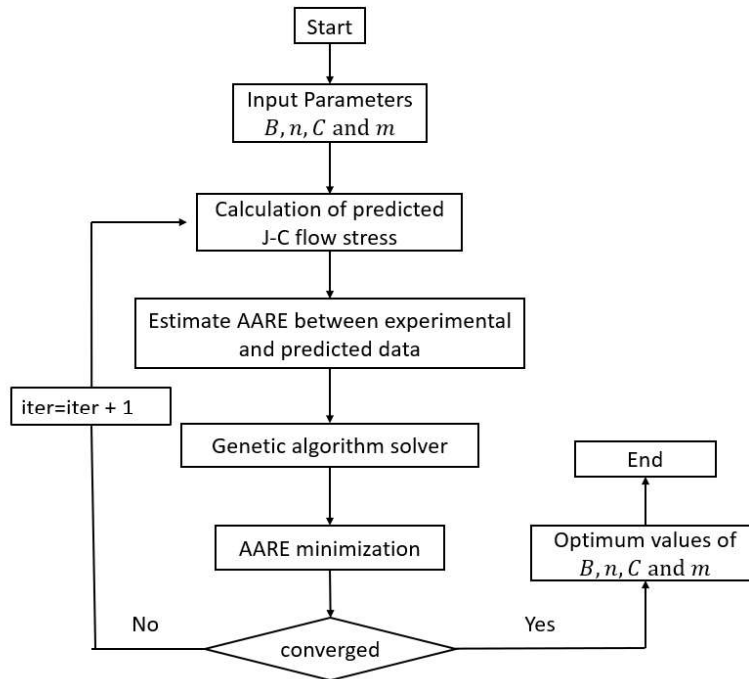 Start
Input Parameters
B, n, C and m
Calculation of predicted
J-C flow stress
Estimate AARE between experimental
and predicted data
iter=iter + 1
Genetic algorithm solver
End
AARE minimization
Optimum values of
B, n, C and m
No
Yes
converged